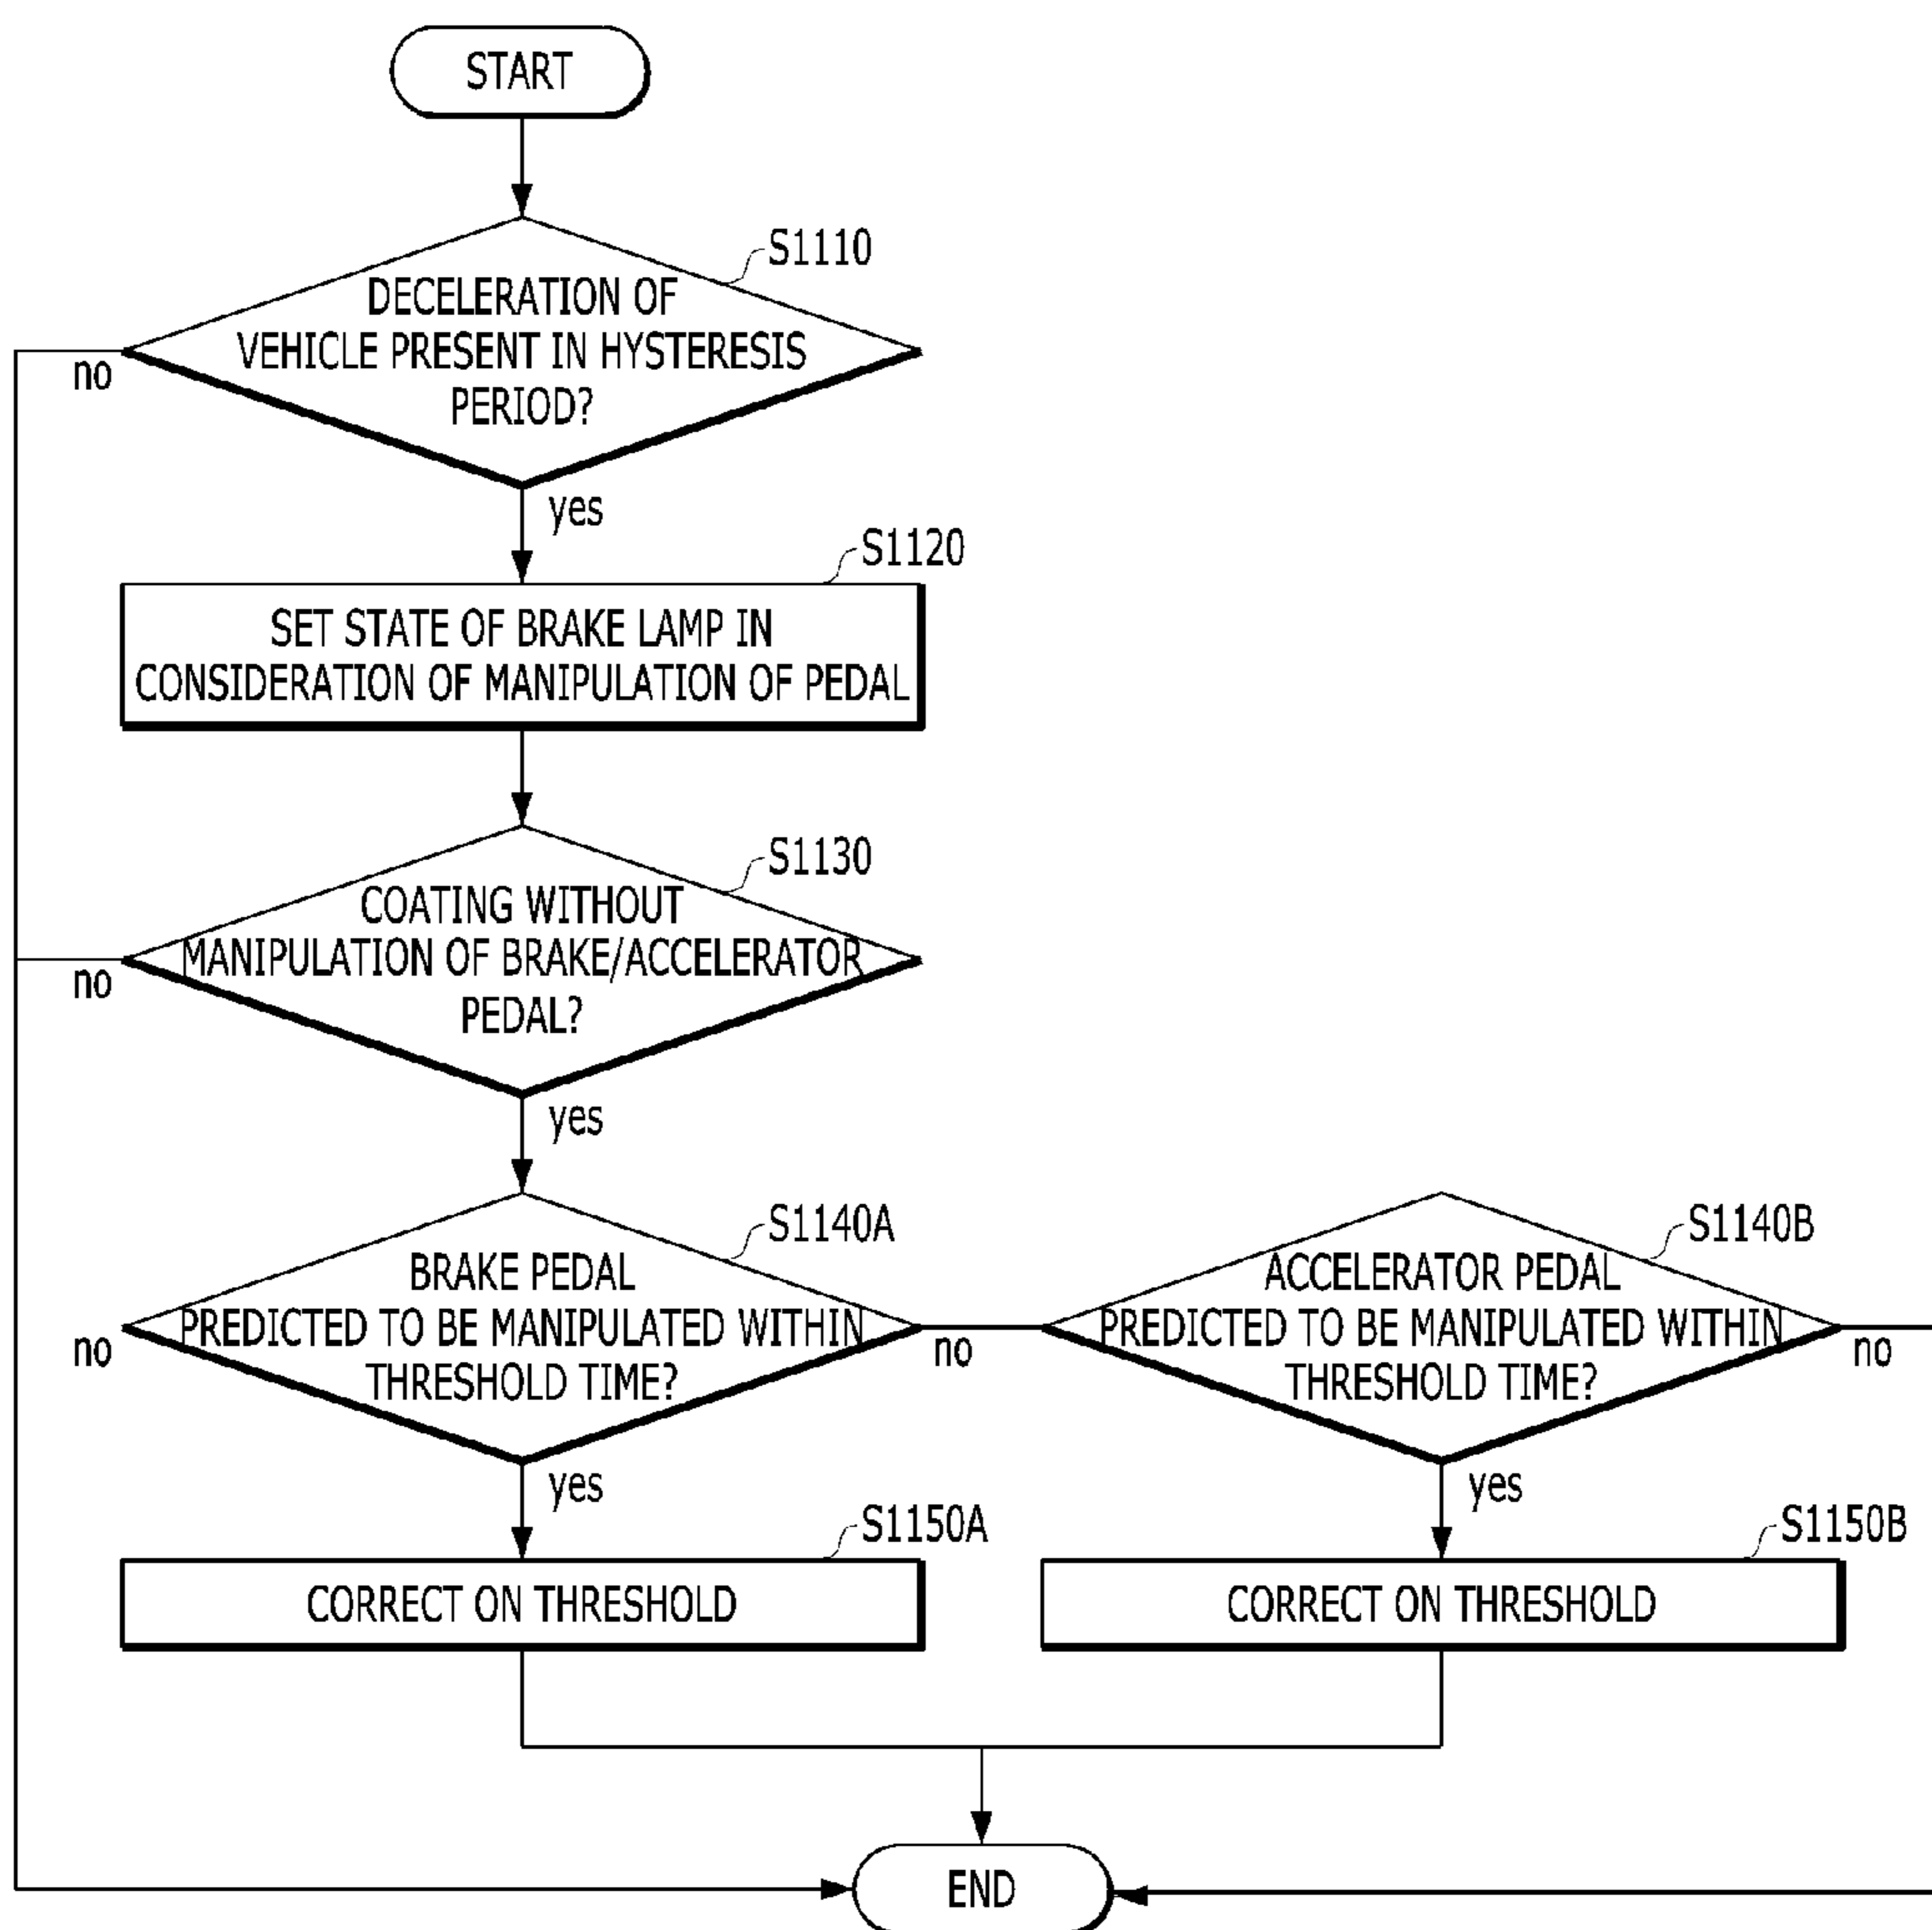 START
S1110
DECELERATION OF
VEHICLE PRESENT IN HYSTERESIS
PERIOD?
no
yes
S1120
SET STATE OF BRAKE LAMP IN
CONSIDERATION OF MANIPULATION OF PEDAL
S1130
COATING WITHOUT
MANIPULATION OF BRAKE/ACCELERATOR
PEDAL?
no
yes
S1140A
BRAKE PEDAL
PREDICTED TO BE MANIPULATED WITHIN
THRESHOLD TIME?
no
no
yes
S1140B
ACCELERATOR PEDAL
PREDICTED TO BE MANIPULATED WITHIN
THRESHOLD TIME?
no
yes
S1150A
CORRECT ON THRESHOLD
S1150B
CORRECT ON THRESHOLD
END